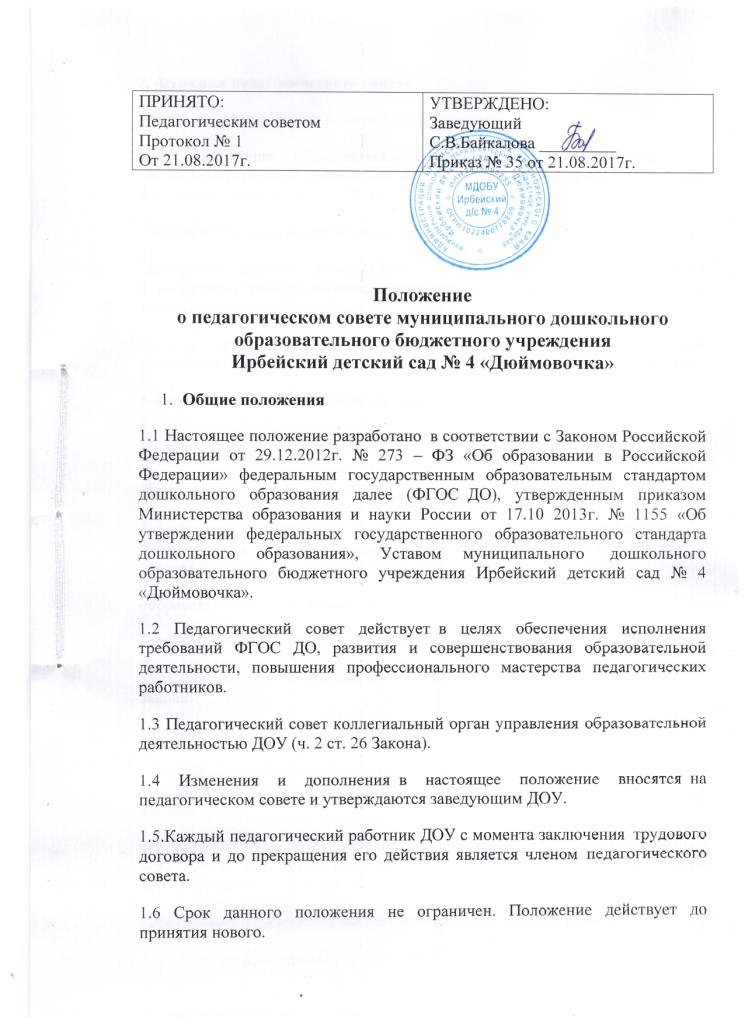 ПРИНЯТО:
Педагогическим советом
Протокол № 1
От 21.08.2017г.
УТВЕРЖДЕНО:
Заведующий
С.В.Байкалова
Приказ № 35 от 21.08.2017г.
МДОБУ
Ирбейский
д/с № 4
Положение
о педагогическом совете муниципального дошкольного
образовательного бюджетного учреждения
Ирбейский детский сад № 4 «Дюймовочка»
1. Общие положения
1.1 Настоящее положение разработано в соответствии с Законом Российской
Федерации от 29.12.2012г. № 273 – ФЗ «Об образовании в Российской
Федерации» федеральным государственным образовательным стандартом
дошкольного образования далее (ФГОС ДО), утвержденным приказом
Министерства образования и науки России от 17.10 2013г. № 1155 «Об
утверждении федеральных государственного образовательного стандарта
дошкольного образования», Уставом муниципального дошкольного
образовательного бюджетного учреждения Ирбейский детский сад № 4
«Дюймовочка».
1.2 Педагогический совет действует в целях обеспечения исполнения
требований ФГОС ДО, развития и совершенствования образовательной
деятельности, повышения профессионального мастерства педагогических
работников.
1.3 Педагогический совет коллегиальный орган управления образовательной
деятельностью ДОУ (ч. 2 ст. 26 Закона).
1.4 Изменения и дополнения в настоящее положение вносятся на
педагогическом совете и утверждаются заведующим ДОУ.
1.5.Каждый педагогический работник ДОУ с момента заключения трудового
договора и до прекращения его действия является членом педагогического
совета.
1.6 Срок данного положения не ограничен. Положение действует до
принятия нового.